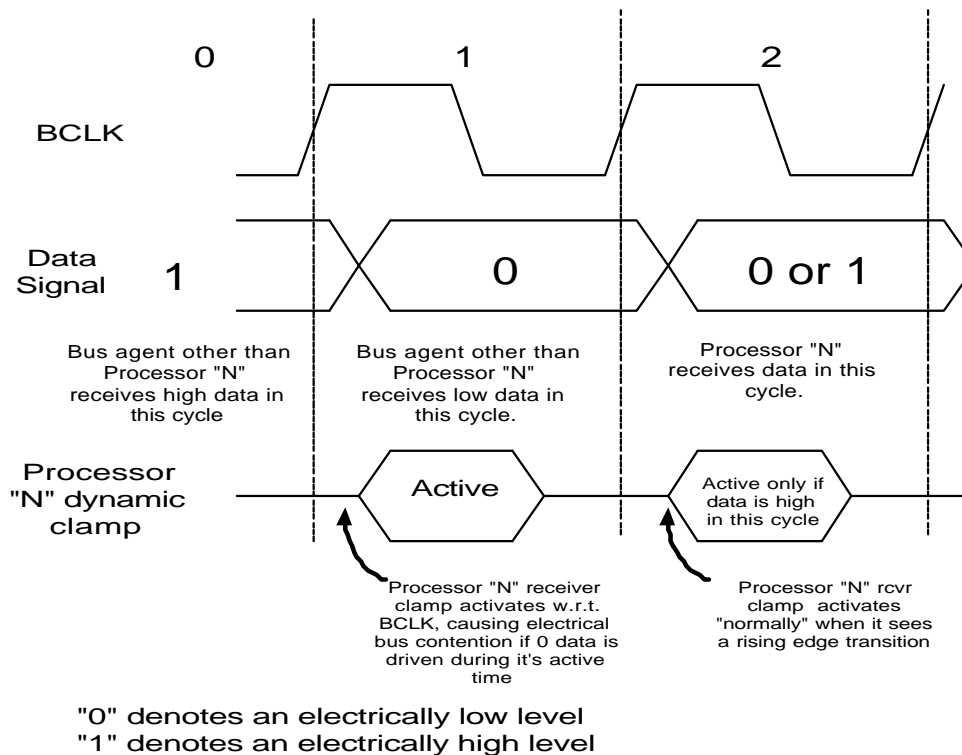 0
1
2
BCLK
Data
Signal
1
0
0 or 1
Bus agent other than
Processor "N"
receives high data in
this cycle
Bus agent other than
Processor "N"
receives low data in
this cycle.
Processor "N"
receives data in this
cycle.
Processor
"N" dynamic
clamp
Active
Active only if
data is high
in this cycle
Processor "N" receiver
clamp activates w.r.t.
BCLK, causing electrical
bus contention if 0 data is
driven during it's active
time
Processor "N" rcvr
clamp activates
"normally" when it sees
a rising edge transition
"0" denotes an electrically low level
"1" denotes an electrically high level